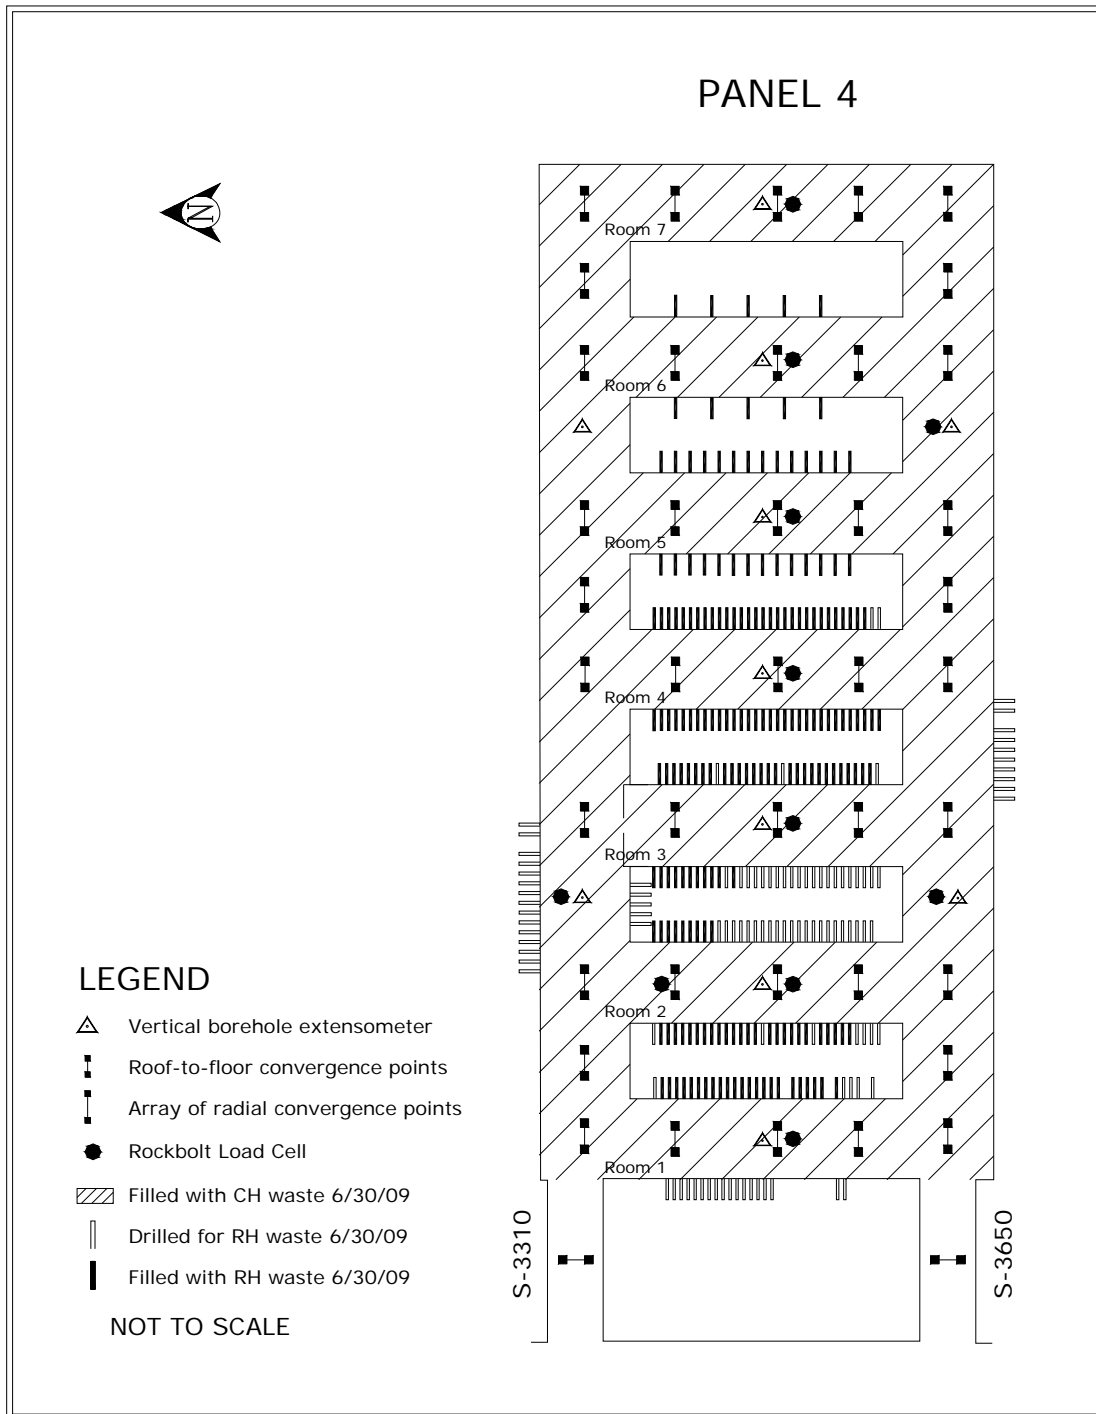 PANEL 4
N
Room 7
Room 6
Room 5
Room 4
Room 3
Room 2
Room 1
S-3310
S-3650
LEGEND
Vertical borehole extensometer
Roof-to-floor convergence points
Array of radial convergence points
Rockbolt Load Cell
Filled with CH waste 6/30/09
Drilled for RH waste 6/30/09
Filled with RH waste 6/30/09
NOT TO SCALE